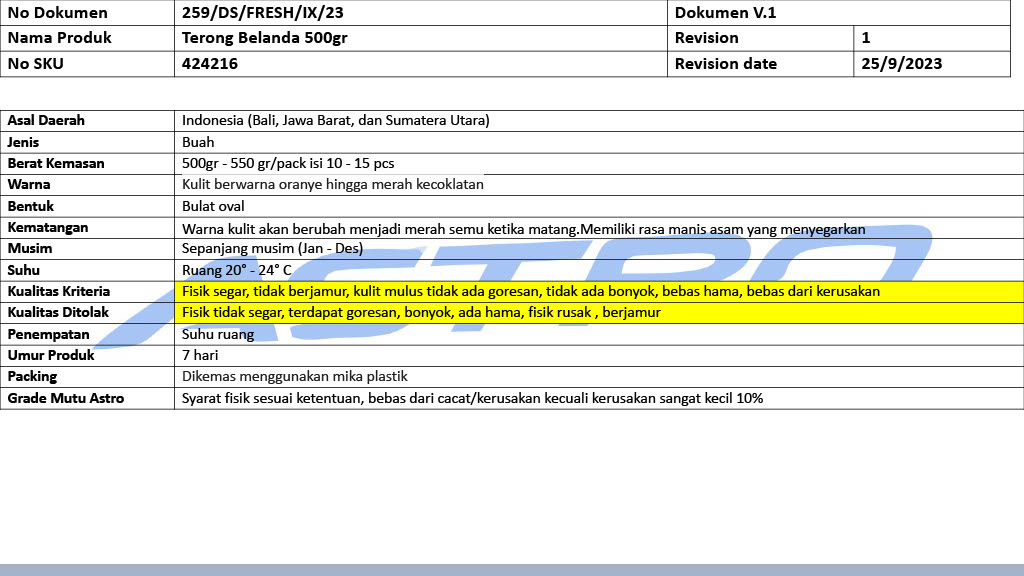 No Dokumen 259/DS/FRESH/IX/23 Dokumen V.1
Nama Produk Terong Belanda 500gr Revision 1
No SKU 424216 Revision date 25/9/2023
Asal Daerah Indonesia (Bali, Jawa Barat, dan Sumatera Utara)
Jenis Buah
Berat Kemasan 500gr - 550 gr/pack isi 10 - 15 pcs
Warna Kulit berwarna oranye hingga merah kecoklatan
Bentuk Bulat oval
Kematangan Warna kulit akan berubah menjadi merah semu ketika matang.Memiliki rasa manis asam yang menyegarkan
Musim Sepanjang musim (Jan - Des)
Suhu Ruang 20° - 24° C
Kualitas Kriteria Fisik segar, tidak berjamur, kulit mulus tidak ada goresan, tidak ada bonyok, bebas hama, bebas dari kerusakan
Kualitas Ditolak Fisik tidak segar, terdapat goresan, bonyok, ada hama, fisik rusak , berjamur
Penempatan Suhu ruang
Umur Produk 7 hari
Packing Dikemas menggunakan mika plastik
Grade Mutu Astro Syarat fisik sesuai ketentuan, bebas dari cacat/kerusakan kecuali kerusakan sangat kecil 10%
ASTRO